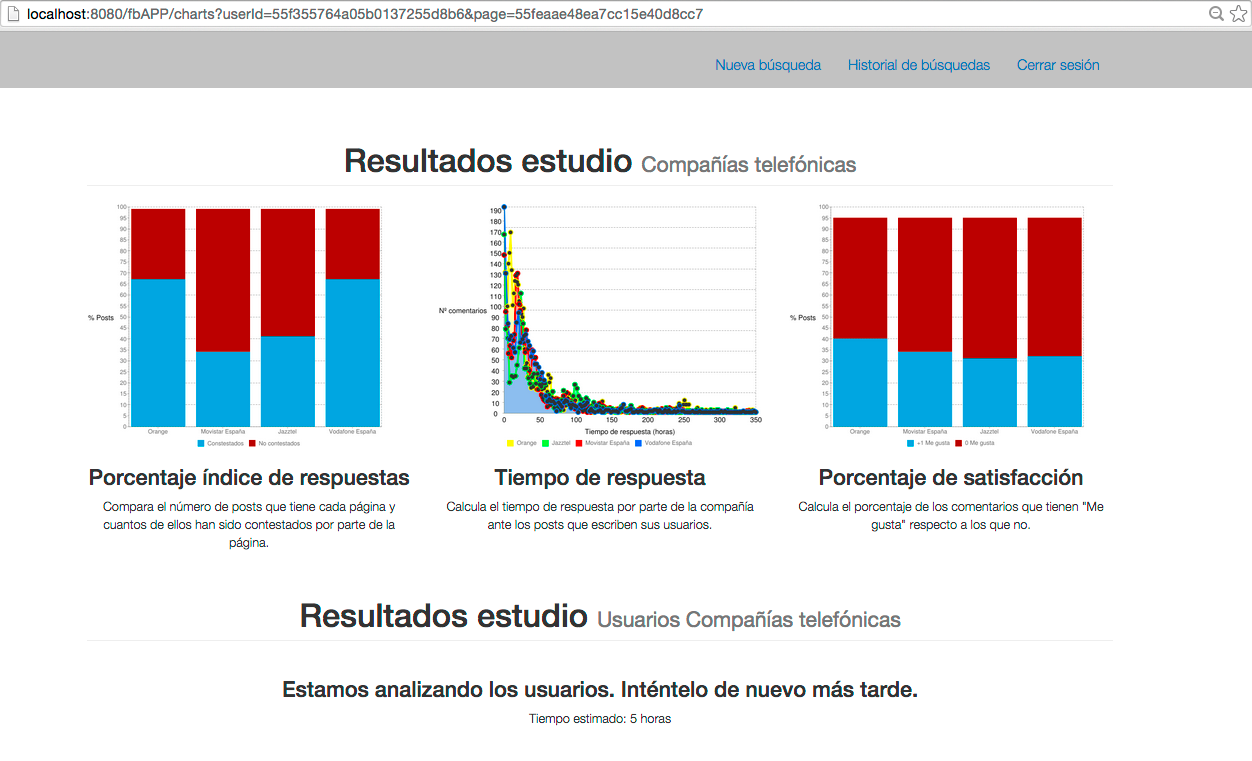 localhost:8080/fbAPP/charts?userId=55f355764a05b0137255d8b6&page=55feaae48ea7cc15e40d8cc7
Nueva búsqueda Historial de búsquedas Cerrar sesión
Resultados estudio Compañías telefónicas
100
95
90
85
80
75
70
65
60
55
50
45
40
35
30
25
20
15
10
5
0
% Posts
Orange Movistar España Jazztel Vodafone España
Constestados No contestados
190
180
170
160
150
140
130
120
110
100
90
80
70
60
50
40
30
20
10
0
Nº comentarios
0 50 100 150 200 250 300 350
Tiempo de respuesta (horas)
Orange Jazztel Movistar España Vodafone España
100
95
90
85
80
75
70
65
60
55
50
45
40
35
30
25
20
15
10
5
0
% Posts
Orange Movistar España Jazztel Vodafone España
+1 Me gusta 0 Me gusta
Porcentaje índice de respuestas
Compara el número de posts que tiene cada página y
cuantos de ellos han sido contestados por parte de la
página.
Tiempo de respuesta
Calcula el tiempo de respuesta por parte de la compañía
ante los posts que escriben sus usuarios.
Porcentaje de satisfacción
Calcula el porcentaje de los comentarios que tienen "Me
gusta" respecto a los que no.
Resultados estudio Usuarios Compañías telefónicas
Estamos analizando los usuarios. Inténtelo de nuevo más tarde.
Tiempo estimado: 5 horas